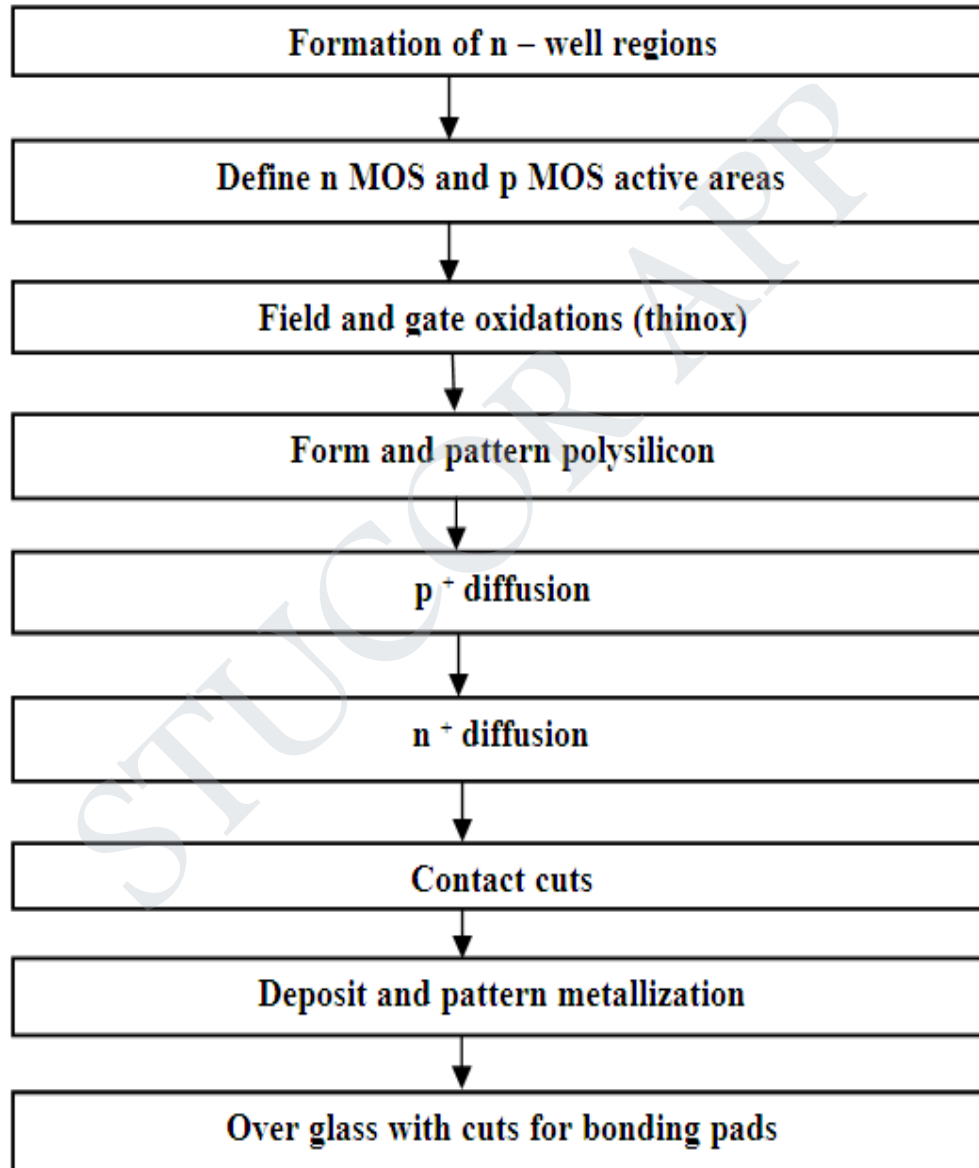 Formation of n – well regions
Define n MOS and p MOS active areas
Field and gate oxidations (thinox)
Form and pattern polysilicon
p + diffusion
n + diffusion
Contact cuts
Deposit and pattern metallization
Over glass with cuts for bonding pads
STUCOR APP